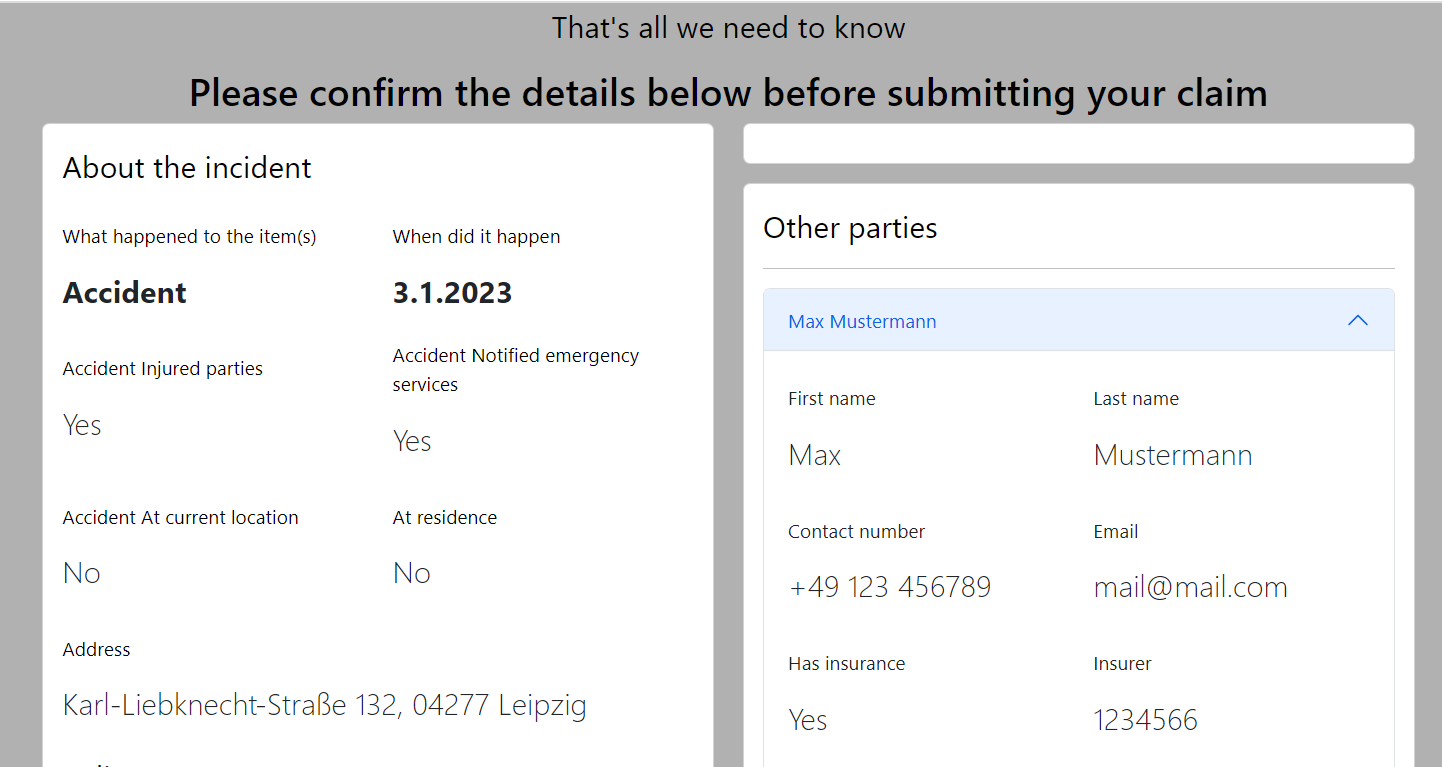 That's all we need to know
Please confirm the details below before submitting your claim
About the incident
What happened to the item(s)
When did it happen
Accident
3.1.2023
Accident Injured parties
Accident Notified emergency
services
Yes
Yes
Accident At current location
At residence
No
No
Address
Karl-Liebknecht-Straße 132, 04277 Leipzig
Other parties
Max Mustermann
First name
Last name
Max
Mustermann
Contact number
Email
+49 123 456789
mail@mail.com
Has insurance
Insurer
Yes
1234566